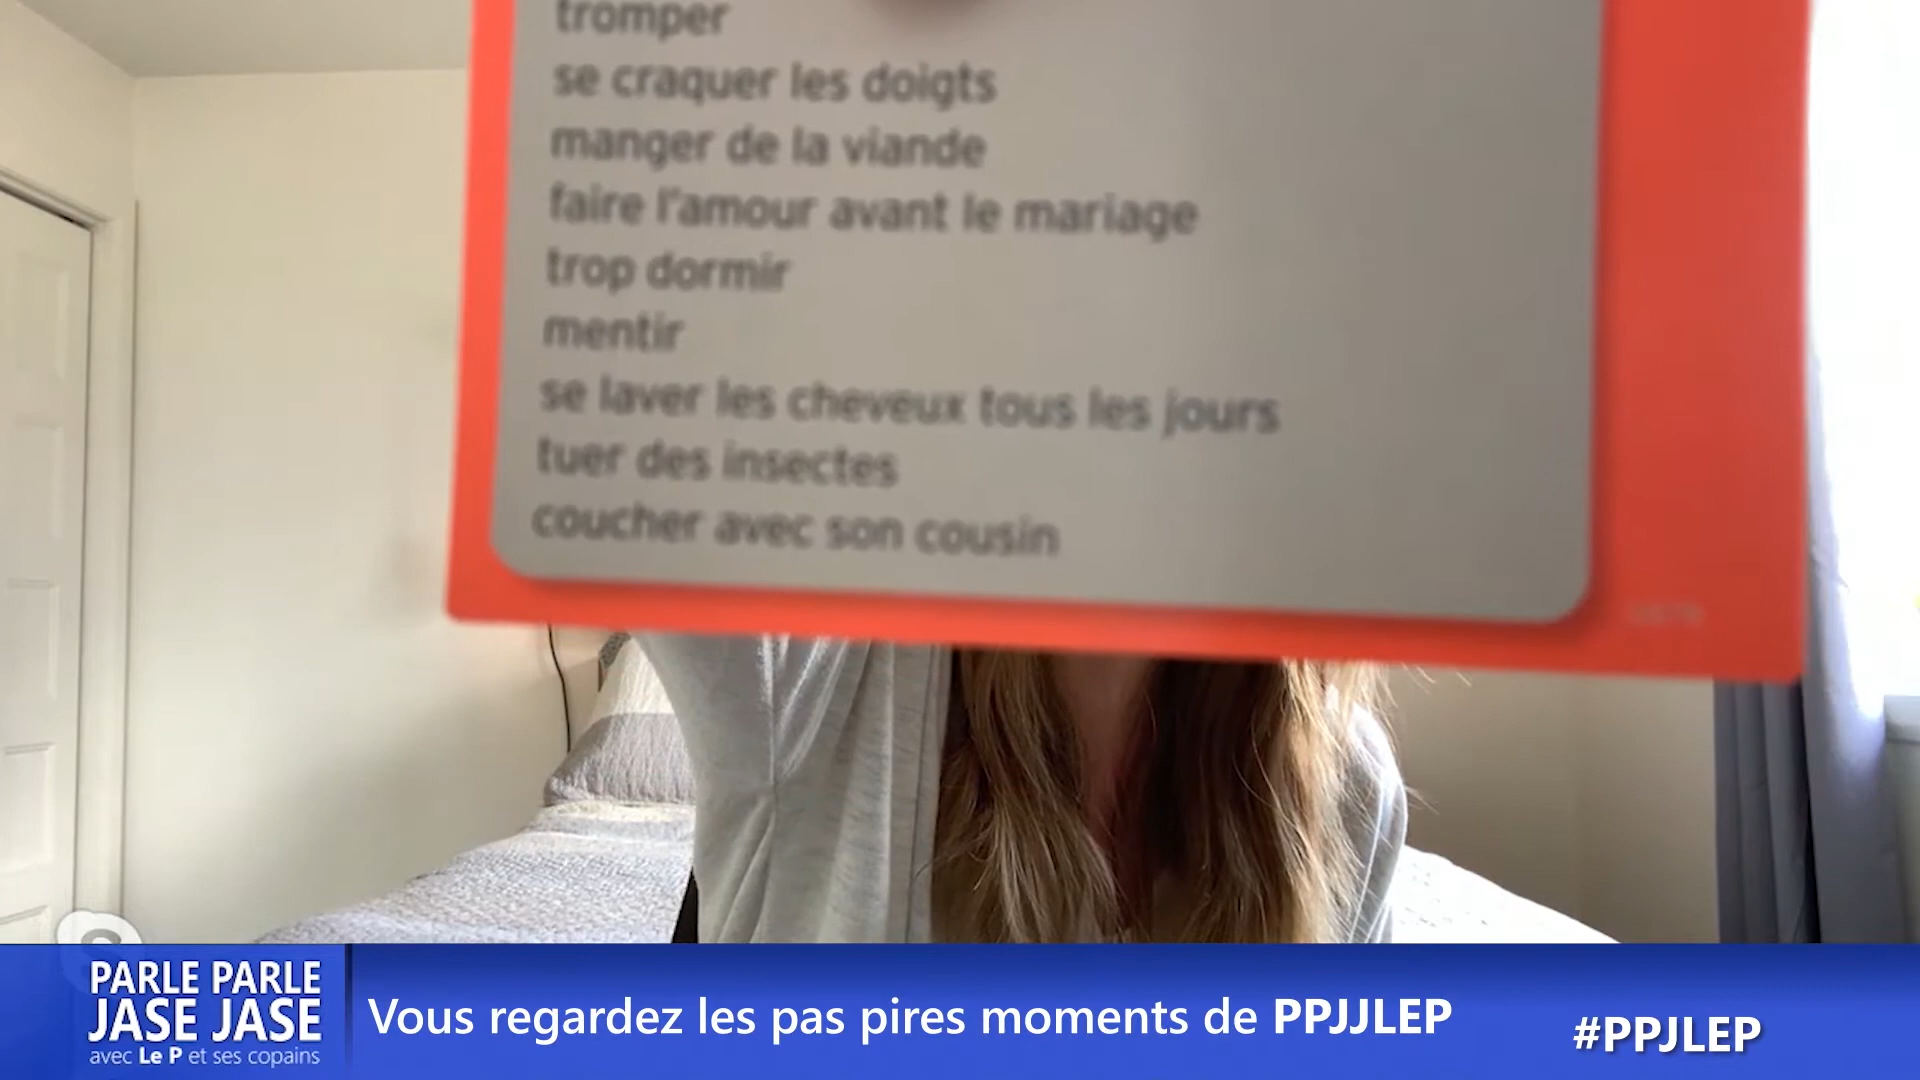 tromper
se craquer les doigts
manger de la viande
faire l'amour avant le mariage
trop dormir
mentir
se laver les cheveux tous les jours
tuer des insectes
coucher avec son cousin
PARLE PARLE
JASE JASE
avec Le P et ses copains
Vous regardez les pas pires moments de PPJJLEP
#PPJLEP